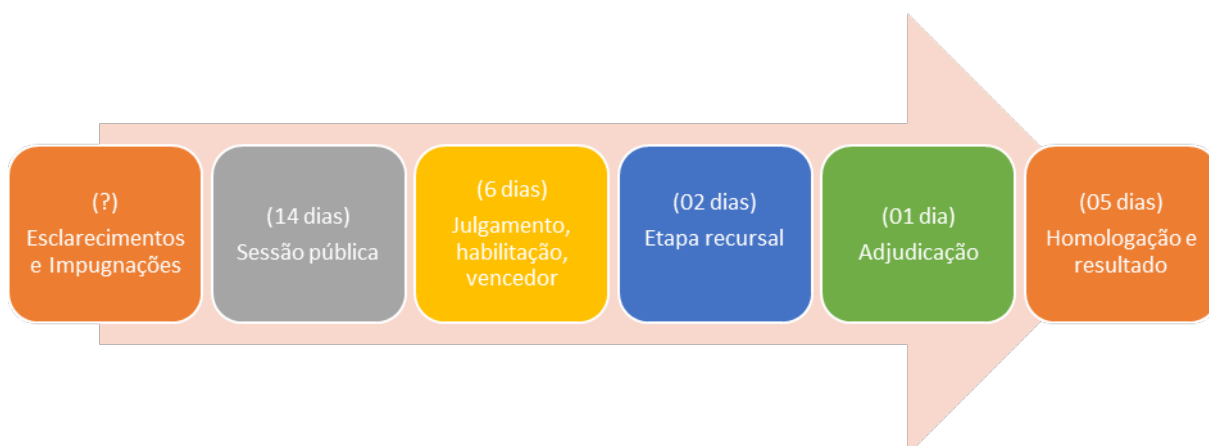 (?)
Esclarecimentos
e Impugnações
(14 dias)
Sessão pública
(6 dias)
Julgamento,
habilitação,
vencedor
(02 dias)
Etapa recursal
(01 dia)
Adjudicação
(05 dias)
Homologação e
resultado